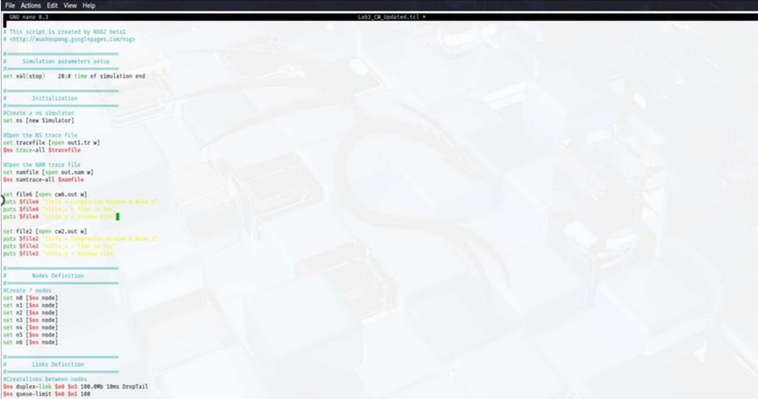 File Actions Edit View Help
GNU nano 8.3 Lab3_CW_Updated.tcl *
# This script is created by NSG2 beta1
# <http://wushoupong.googlepages.com/nsg>
#===================================
# Simulation parameters setup
#===================================
set val(stop) 20;# time of simulation end
#===================================
# Initialization
#===================================
#Create a ns simulator
set ns [new Simulator]
#Open the NS trace file
set tracefile [open out1.tr w]
$ns trace-all $tracefile
#Open the NAM trace file
set namfile [open out.nam w]
$ns namtrace-all $namfile
set file6 [open cw6.out w]
puts $file6 "title = Congestion Window @ Node 6"
puts $file6 "title_x = Time in Sec"
puts $file6 "title_y = Window Size"
set file2 [open cw2.out w]
puts $file2 "title = Congestion Window @ Node 2"
puts $file2 "title_x = Time in Sec"
puts $file2 "title_y = Window Size"
#===================================
# Nodes Definition
#===================================
#Create 7 nodes
set n0 [$ns node]
set n1 [$ns node]
set n2 [$ns node]
set n3 [$ns node]
set n4 [$ns node]
set n5 [$ns node]
set n6 [$ns node]
#===================================
# Links Definition
#===================================
#Createlinks between nodes
$ns duplex-link $n0 $n1 100.0Mb 10ms DropTail
$ns queue-limit $n0 $n1 100